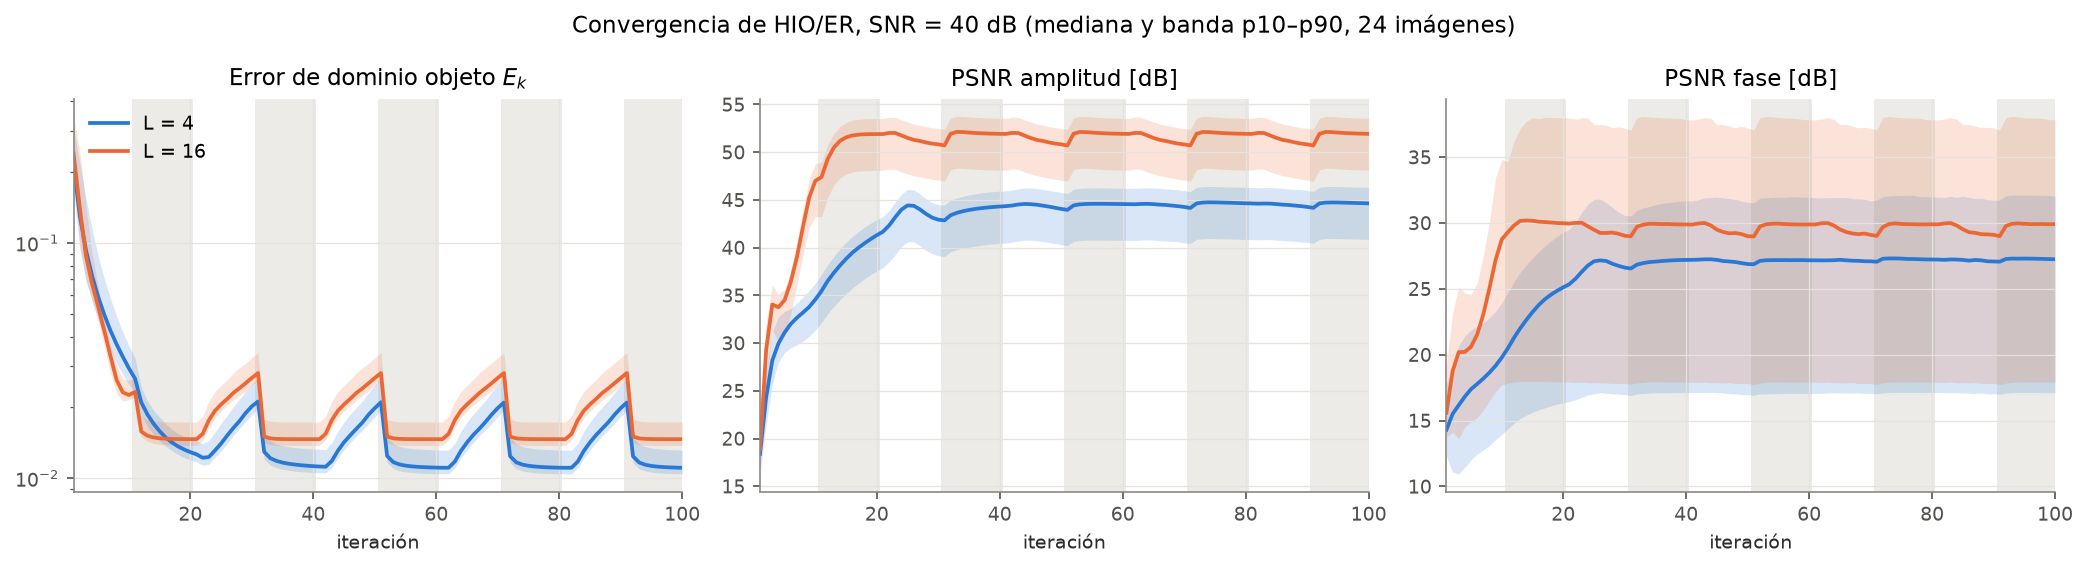 Convergencia de HIO/ER, SNR = 40 dB (mediana y banda p10–p90, 24 imágenes)
Error de dominio objeto Eₖ
L = 4
L = 16
10⁻¹
10⁻²
20 40 60 80 100
iteración
PSNR amplitud [dB]
55
50
45
40
35
30
25
20
15
20 40 60 80 100
iteración
PSNR fase [dB]
35
30
25
20
15
10
20 40 60 80 100
iteración